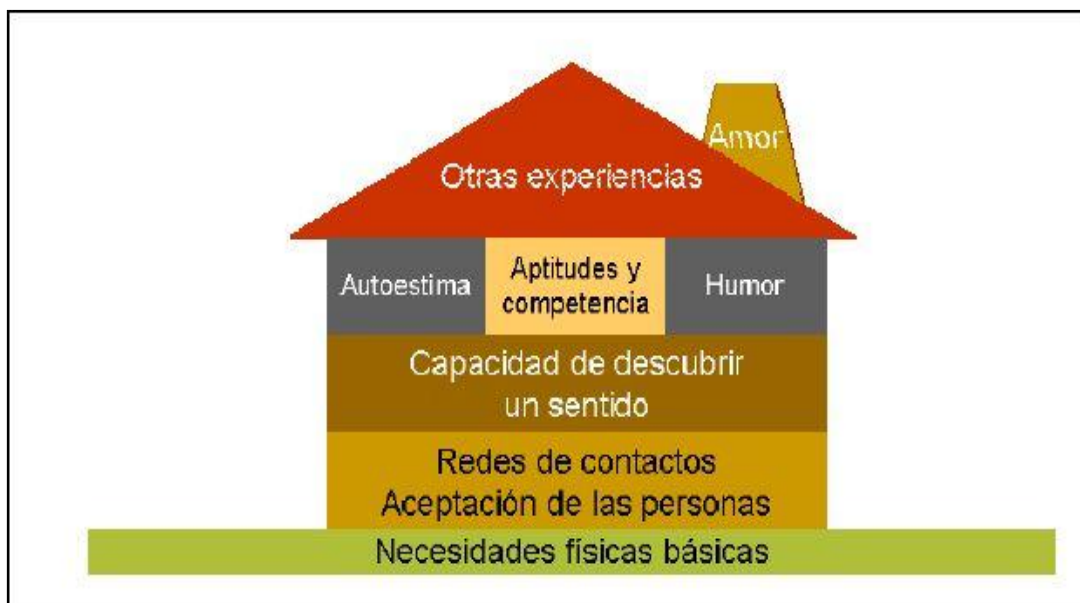 Amor
Otras experiencias
Autoestima
Aptitudes y
competencia
Humor
Capacidad de descubrir
un sentido
Redes de contactos
Aceptación de las personas
Necesidades físicas básicas